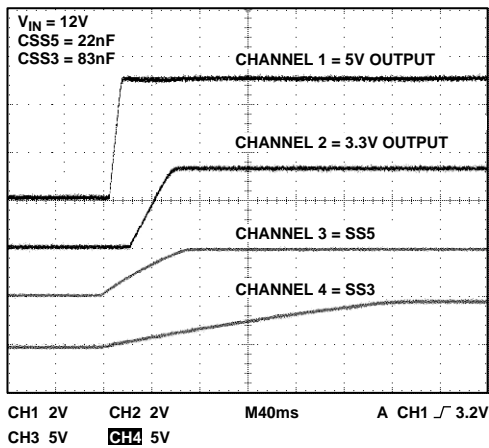 V_IN = 12V
CSS5 = 22nF
CSS3 = 83nF
CHANNEL 1 = 5V OUTPUT
CHANNEL 2 = 3.3V OUTPUT
CHANNEL 3 = SS5
CHANNEL 4 = SS3
CH1 2V CH2 2V M40ms A CH1 3.2V
CH3 5V CH4 5V